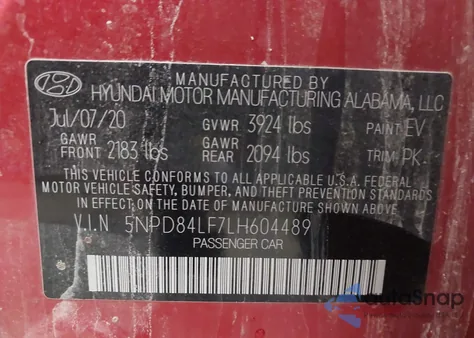 MANUFACTURED BY
HYUNDAI MOTOR MANUFACTURING ALABAMA, LLC
Jul/07/20 GVWR 3924 lbs PAINT EV
GAWR FRONT 2183 lbs GAWR REAR 2094 lbs TRIM PK
THIS VEHICLE CONFORMS TO ALL APPLICABLE U.S.A. FEDERAL
MOTOR VEHICLE SAFETY, BUMPER, AND THEFT PREVENTION STANDARDS
IN EFFECT ON THE DATE OF MANUFACTURE SHOWN ABOVE.
V.I.N 5NPD84LF7LH604489
PASSENGER CAR
autoSnap